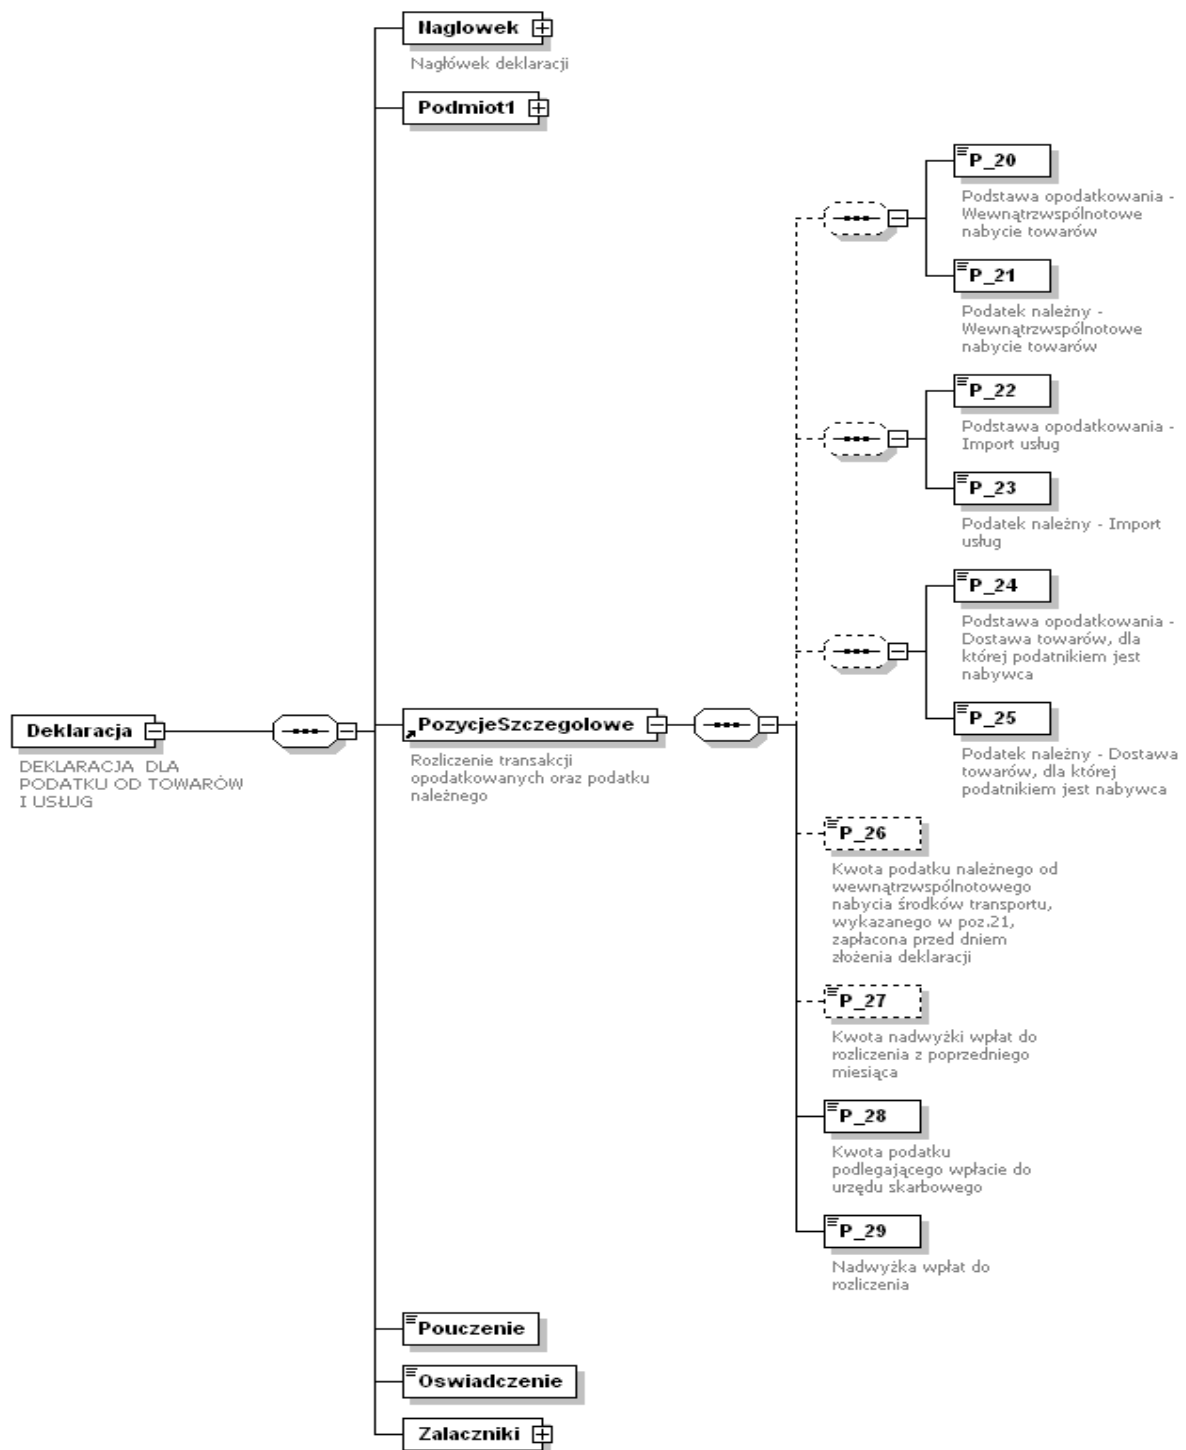 Naglowek
Nagłówek deklaracji
Podmiot1
P_20
Podstawa opodatkowania -
Wewnątrzwspólnotowe
nabycie towarów
P_21
Podatek należny -
Wewnątrzwspólnotowe
nabycie towarów
P_22
Podstawa opodatkowania -
Import usług
P_23
Podatek należny - Import
usług
P_24
Podstawa opodatkowania -
Dostawa towarów, dla
której podatnikiem jest
nabywca
P_25
Podatek należny - Dostawa
towarów, dla której
podatnikiem jest nabywca
Deklaracja
DEKLARACJA DLA
PODATKU OD TOWARÓW
I USŁUG
PozycjeSzczegolowe
Rozliczenie transakcji
opodatkowanych oraz podatku
należnego
P_26
Kwota podatku należnego od
wewnątrzwspólnotowego
nabycia środków transportu,
wykazanego w poz.21,
zapłacona przed dniem
złożenia deklaracji
P_27
Kwota nadwyżki wpłat do
rozliczenia z poprzedniego
miesiąca
P_28
Kwota podatku
podlegającego wpłacie do
urzędu skarbowego
P_29
Nadwyżka wpłat do
rozliczenia
Pouczenie
Oswiadczenie
Zalaczniki